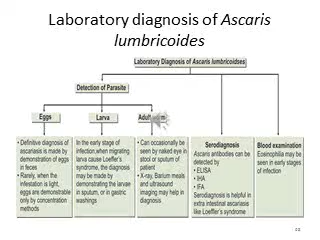 Laboratory diagnosis of Ascaris
lumbricoides
Laboratory Diagnosis of Ascaris lumbricoidses
Detection of Parasite
Eggs
Larva
Adult
• Definitive diagnosis of
ascariasis is made by
demonstration of eggs
in feces
• Rarely, when the
infestation is light,
eggs are demonstrable
only by concentration
methods
In the early stage of
infection,when migrating
larva cause Loeffler's
syndrome, the diagnosis
may be made by
demonstrating the larvae
in sputum, or in gastric
washings
• Can occasionally be
seen by naked eye in
stool or sputum of
patient
• X-ray, Barium meals
and ultrasound
imaging may help in
diagnosis
Serodiagnosis
Ascaris antibodies can be
detected by
• ELISA
• IHA
• IFA
Serodiagnosis is helpful in
extra intestinal ascariasis
like Loeffler's syndrome
Blood examination
Eosinophilia may be
seen in early stages
of infection